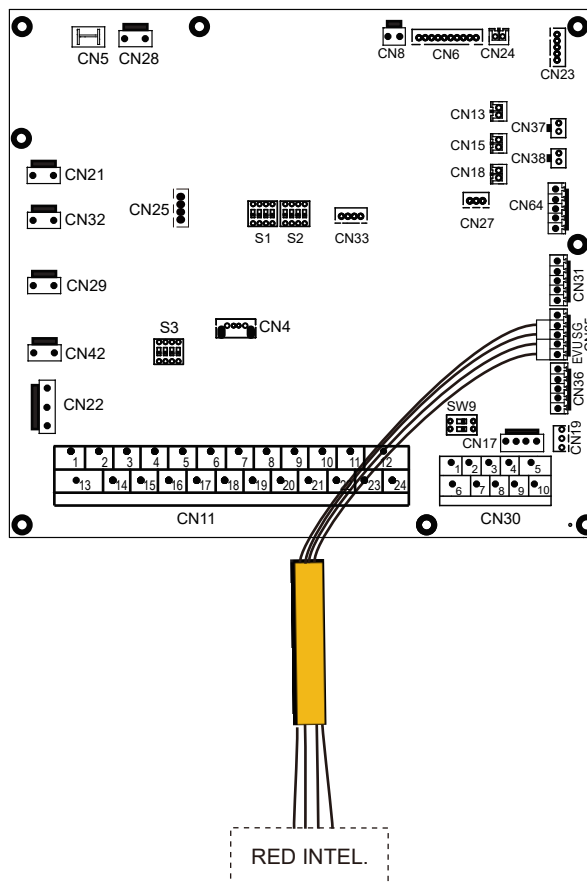 CN5
CN28
CN8
CN6
CN24
CN23
CN13
CN37
CN15
CN38
CN18
CN21
CN32
CN25
S1
S2
CN33
CN27
CN64
CN29
CN31
S3
CN4
EVU SG
CN42
CN36
CN22
SW9
CN17
CN19
1 2 3 4 5 6 7 8 9 10 11 12
13 14 15 16 17 18 19 20 21 22 23 24
CN11
1 2 3 4 5
6 7 8 9 10
CN30
RED INTEL.